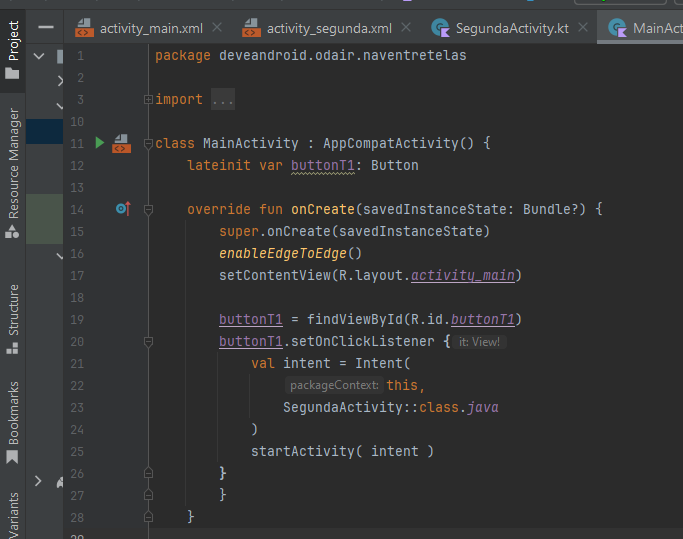 Project
Resource Manager
Structure
Bookmarks
Variants
activity_main.xml
activity_segunda.xml
SegundaActivity.kt
MainAct
1 package deveandroid.odair.naventretelas
2
3 import ...
10
11 class MainActivity : AppCompatActivity() {
12 lateinit var buttonT1: Button
13
14 override fun onCreate(savedInstanceState: Bundle?) {
15 super.onCreate(savedInstanceState)
16 enableEdgeToEdge()
17 setContentView(R.layout.activity_main)
18
19 buttonT1 = findViewById(R.id.buttonT1)
20 buttonT1.setOnClickListener { it: View!
21 val intent = Intent(
22 packageContext: this,
23 SegundaActivity::class.java
24 )
25 startActivity( intent )
26 }
27 }
28 }